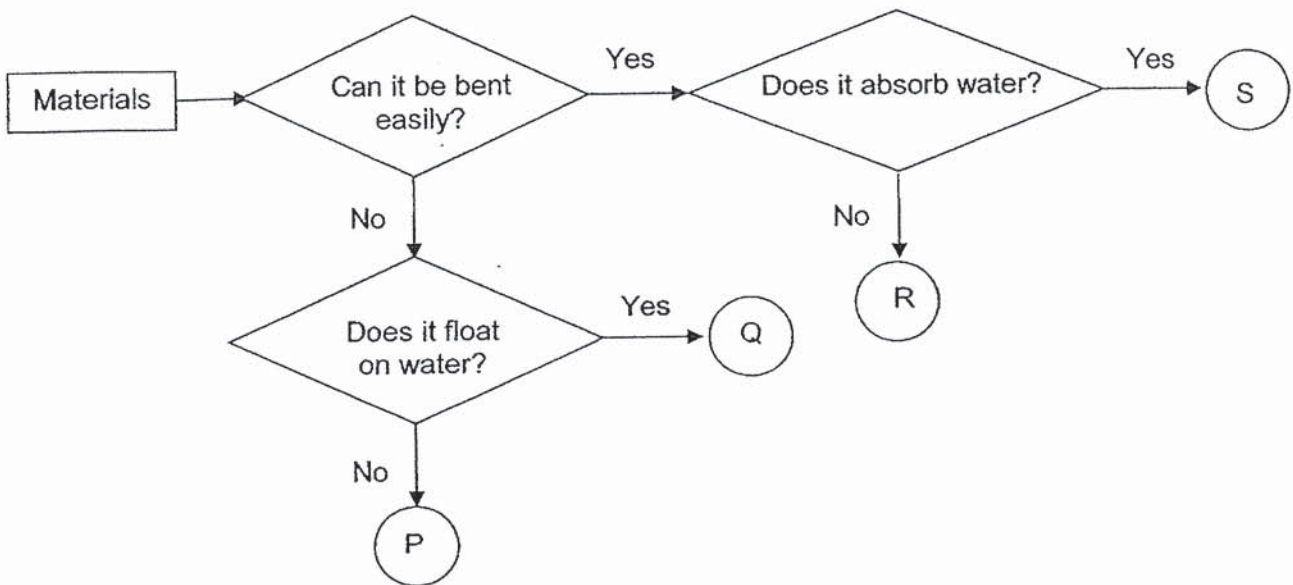 Materials
Can it be bent
easily?
Yes
Does it absorb water?
Yes
S
No
No
R
Does it float
on water?
Yes
Q
No
P